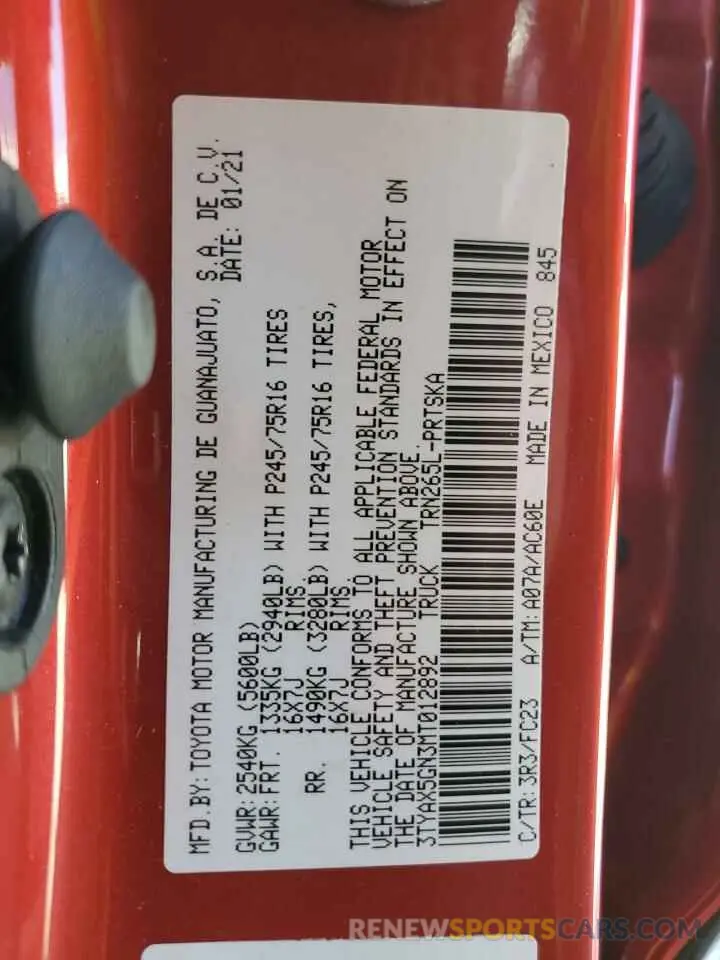 MFD.BY:TOYOTA MOTOR MANUFACTURING DE GUANAJUATO, S.A. DE C.V.
DATE: 01/21
GVWR:2540KG (5600LB)
GAWR:FRT. 1335KG (2940LB) WITH P245/75R16 TIRES
16X7J RIMS.
RR. 1490KG (3280LB) WITH P245/75R16 TIRES,
16X7J RIMS.
THIS VEHICLE CONFORMS TO ALL APPLICABLE FEDERAL MOTOR
VEHICLE SAFETY AND THEFT PREVENTION STANDARDS IN EFFECT ON
THE DATE OF MANUFACTURE SHOWN ABOVE.
3TYAX5GN3MT012892 TRUCK TRN265L-PRTSKA
C/TR:3R3/FC23 A/TM:A07A/AC60E MADE IN MEXICO 845
RENEWSPORTSCARS.COM